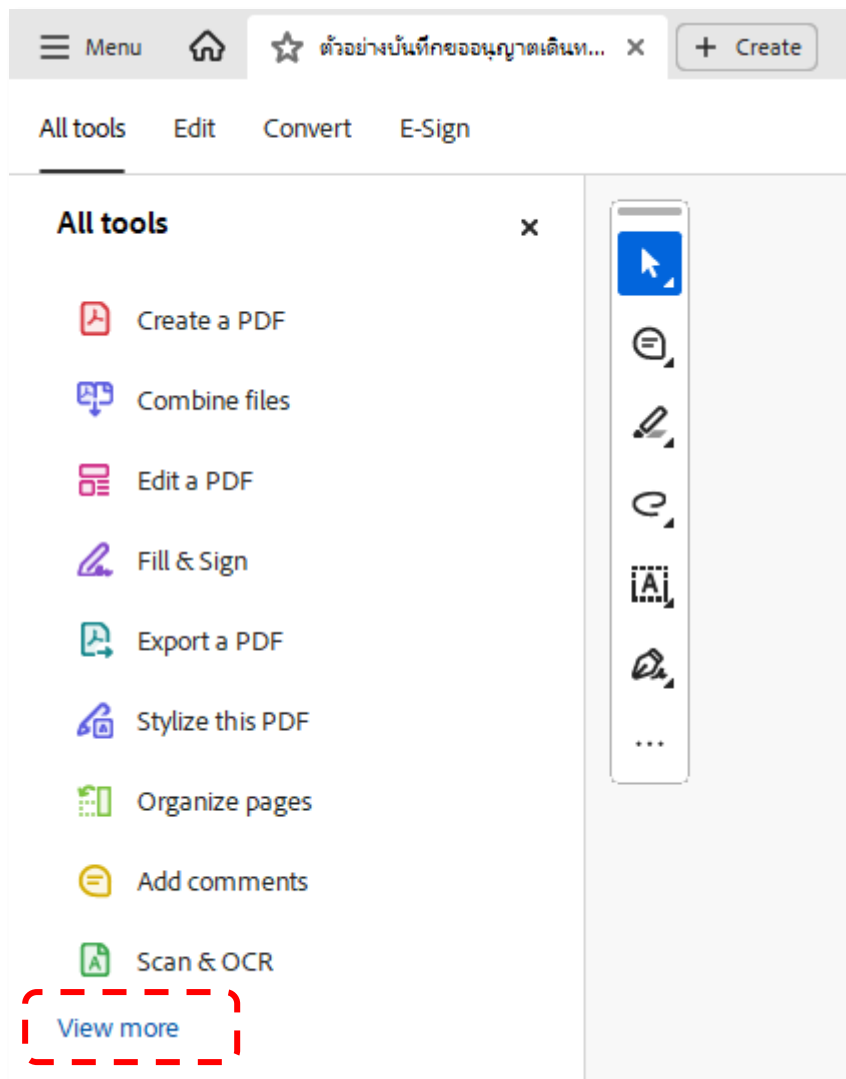 Menu ตัวอย่างบันทึกขออนุญาตเดินท... Create
All tools Edit Convert E-Sign
All tools
Create a PDF
Combine files
Edit a PDF
Fill & Sign
Export a PDF
Stylize this PDF
Organize pages
Add comments
Scan & OCR
View more